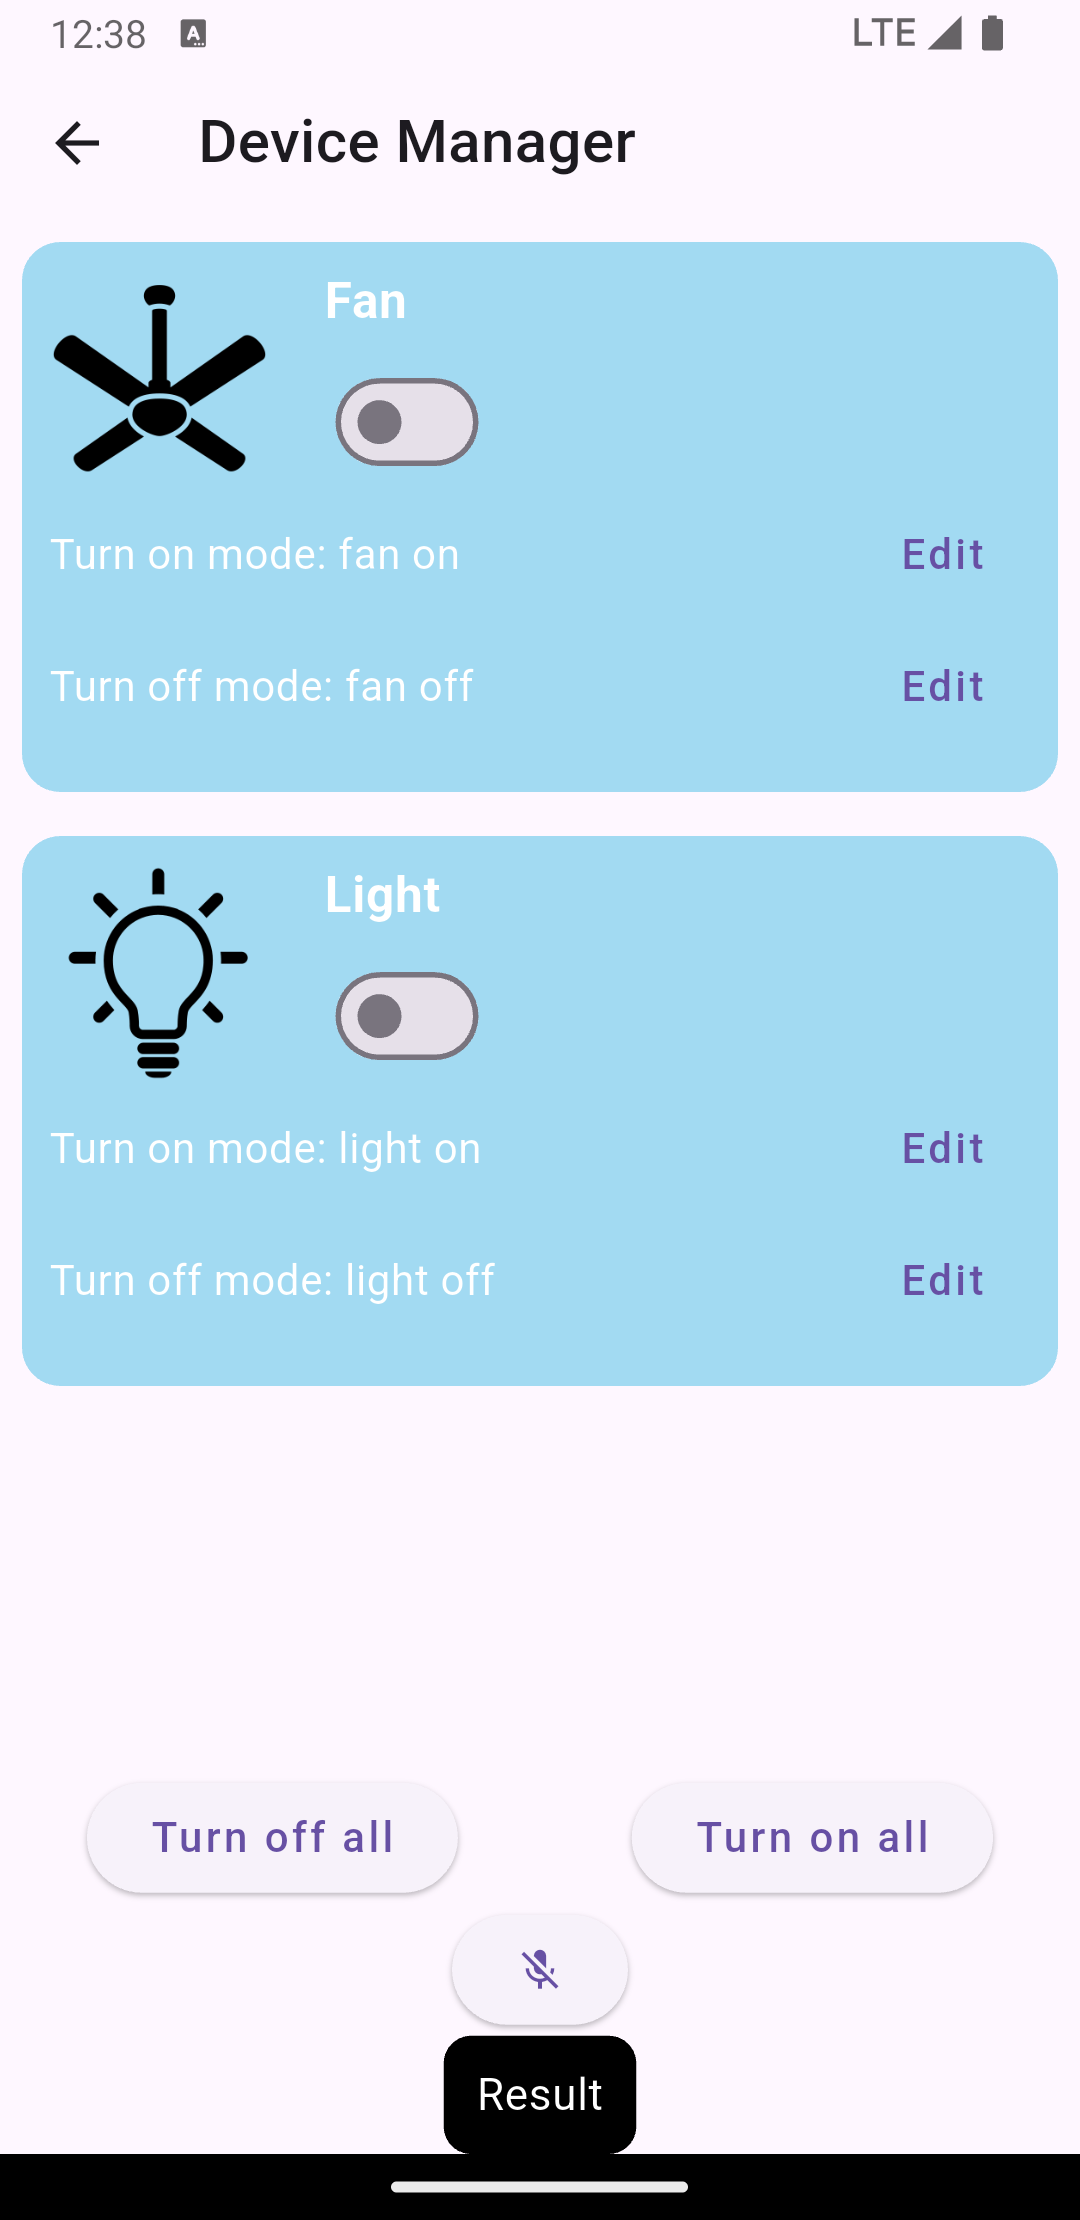 12:38
LTE
Device Manager
Fan
Turn on mode: fan on
Edit
Turn off mode: fan off
Edit
Light
Turn on mode: light on
Edit
Turn off mode: light off
Edit
Turn off all
Turn on all
Result